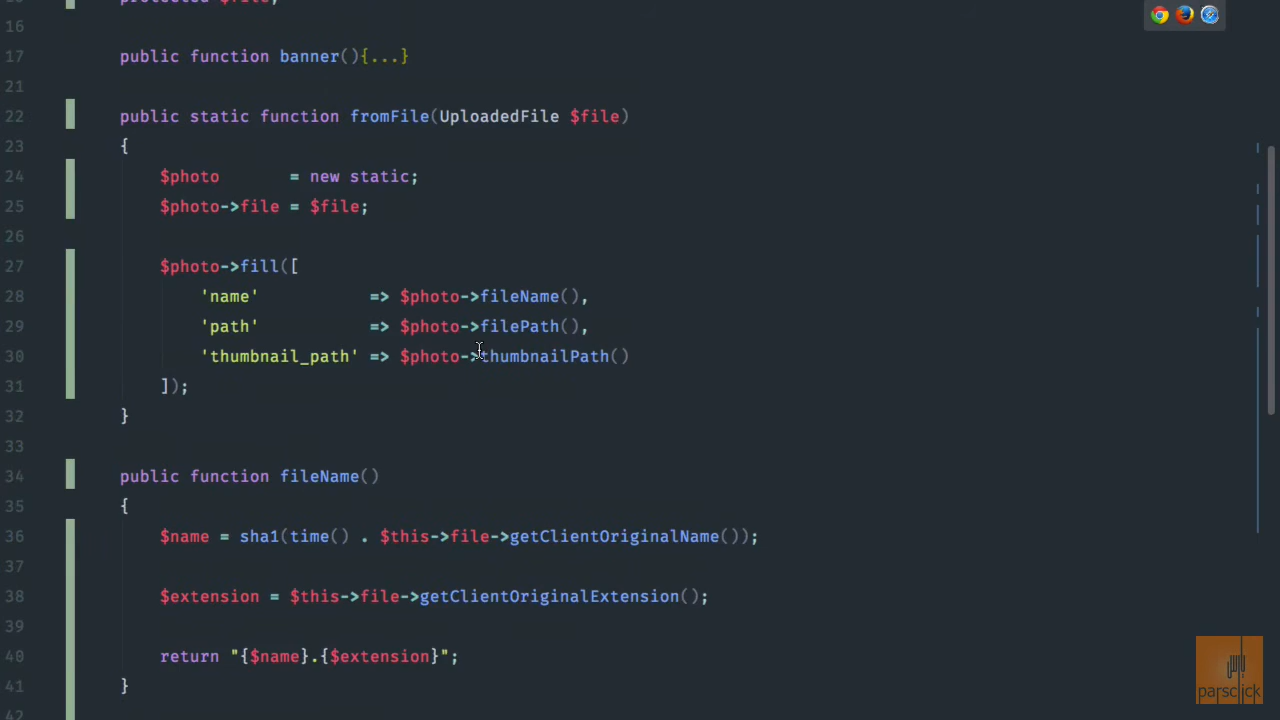 16
17 public function banner(){...}
21
22 public static function fromFile(UploadedFile $file)
23 {
24 $photo = new static;
25 $photo->file = $file;
26
27 $photo->fill([
28 'name' => $photo->fileName(),
29 'path' => $photo->filePath(),
30 'thumbnail_path' => $photo->thumbnailPath()
31 ]);
32 }
33
34 public function fileName()
35 {
36 $name = sha1(time() . $this->file->getClientOriginalName());
37
38 $extension = $this->file->getClientOriginalExtension();
39
40 return "{$name}.{$extension}";
41 }
42
parsclick